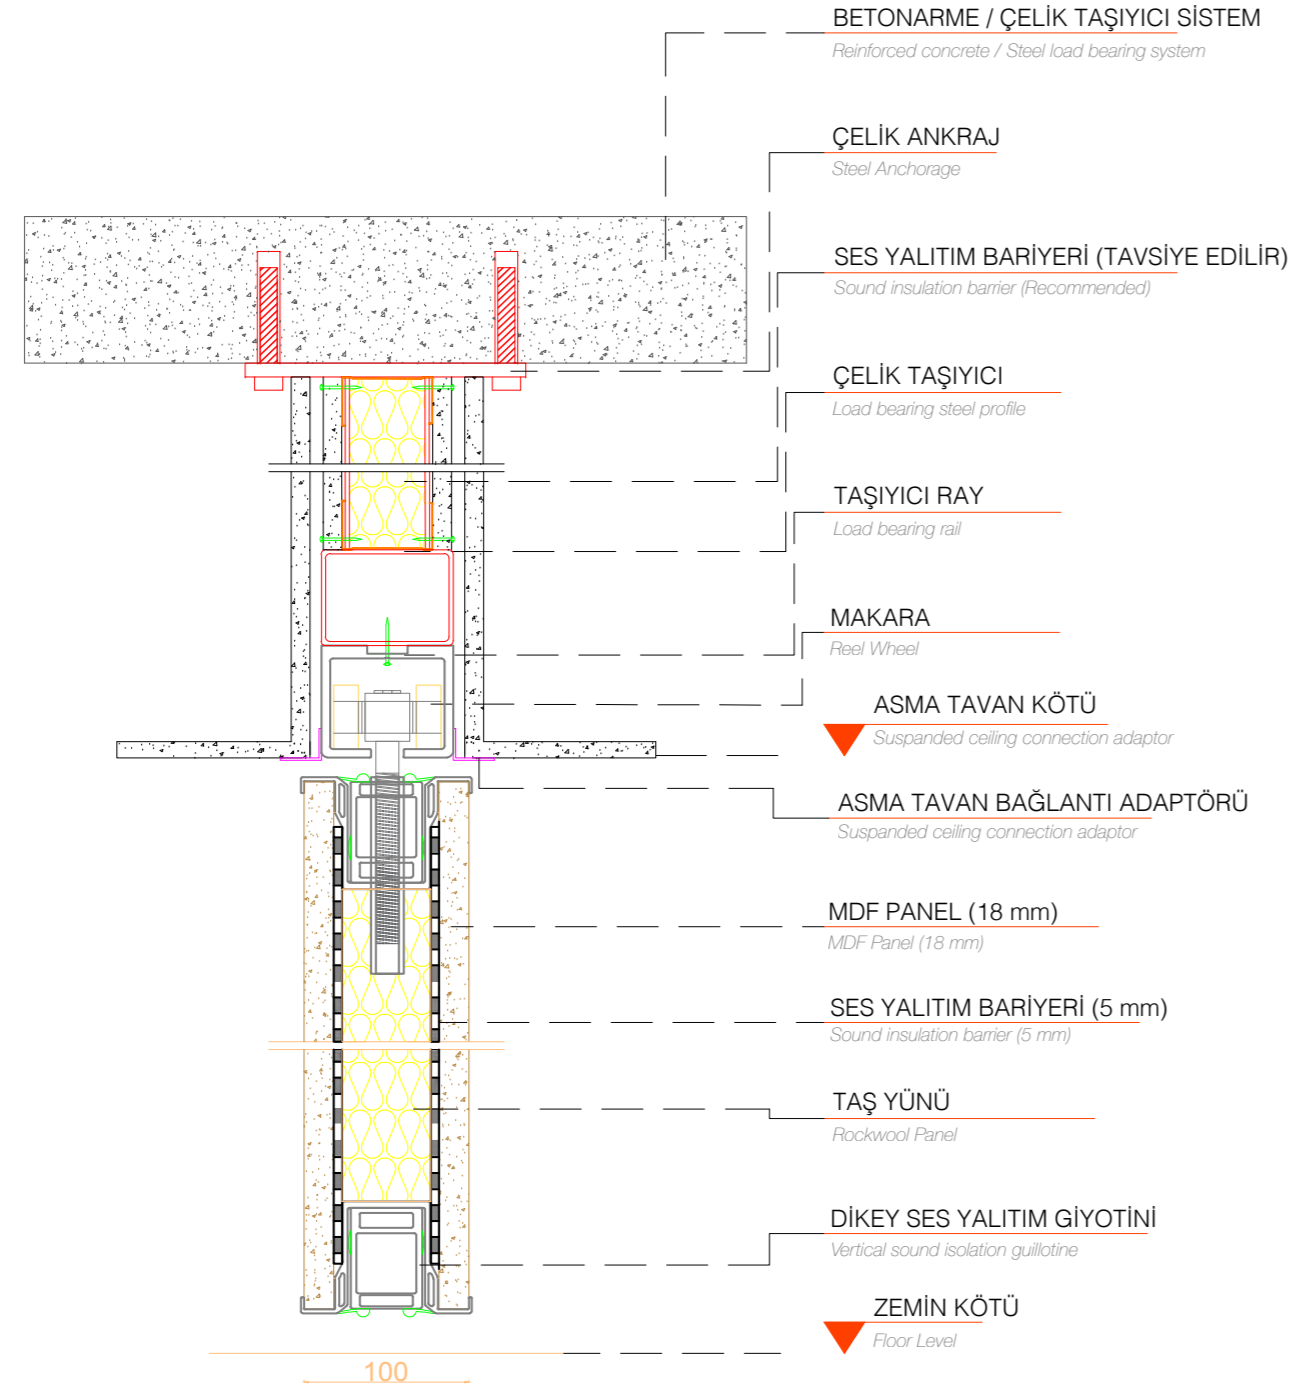 BETONARME / ÇELİK TAŞIYICI SİSTEM
Reinforced concrete / Steel load bearing system
ÇELİK ANKRAJ
Steel Anchorage
SES YALITIM BARİYERİ (TAVSİYE EDİLİR)
Sound insulation barrier (Recommended)
ÇELİK TAŞIYICI
Load bearing steel profile
TAŞIYICI RAY
Load bearing rail
MAKARA
Reel Wheel
ASMA TAVAN KÖTÜ
Suspanded ceiling connection adaptor
ASMA TAVAN BAĞLANTI ADAPTÖRÜ
Suspanded ceiling connection adaptor
MDF PANEL (18 mm)
MDF Panel (18 mm)
SES YALITIM BARİYERİ (5 mm)
Sound insulation barrier (5 mm)
TAŞ YÜNÜ
Rockwool Panel
DİKEY SES YALITIM GİYOTİNİ
Vertical sound isolation guillotine
ZEMİN KÖTÜ
Floor Level
100